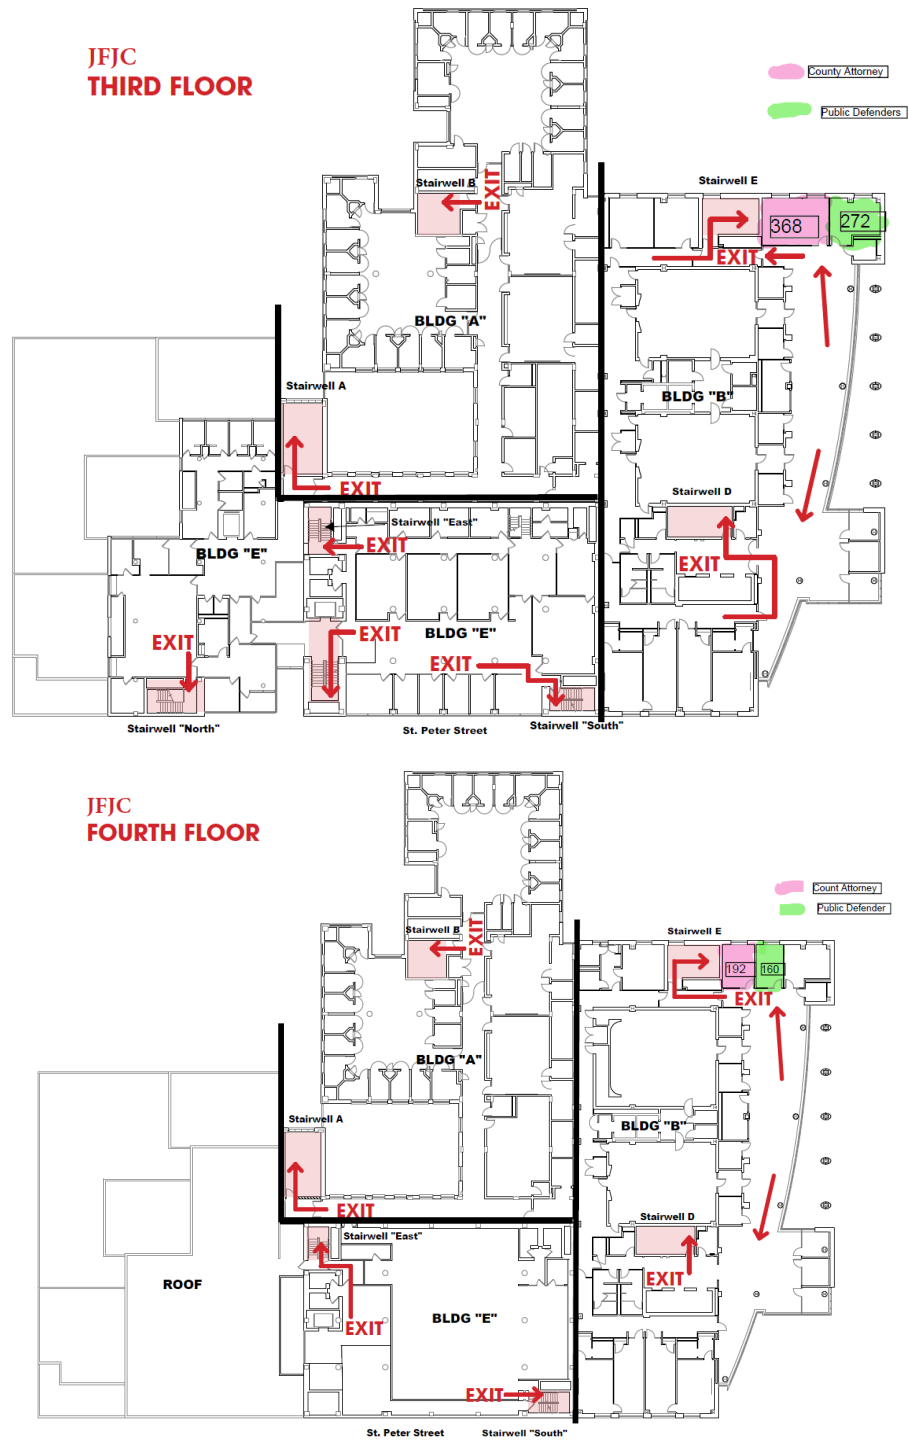 JFJC
THIRD FLOOR
County Attorney
Public Defenders
Stairwell B
EXIT
Stairwell E
368
272
EXIT
BLDG "A"
Stairwell A
BLDG "B"
EXIT
Stairwell D
Stairwell "East"
EXIT
BLDG "E"
EXIT
EXIT
EXIT
BLDG "E"
EXIT
Stairwell "North"
St. Peter Street
Stairwell "South"
JFJC
FOURTH FLOOR
Count Attorney
Public Defender
Stairwell B
EXIT
Stairwell E
192
160
EXIT
BLDG "A"
Stairwell A
BLDG "B"
EXIT
Stairwell D
Stairwell "East"
EXIT
ROOF
BLDG "E"
EXIT
EXIT
St. Peter Street
Stairwell "South"